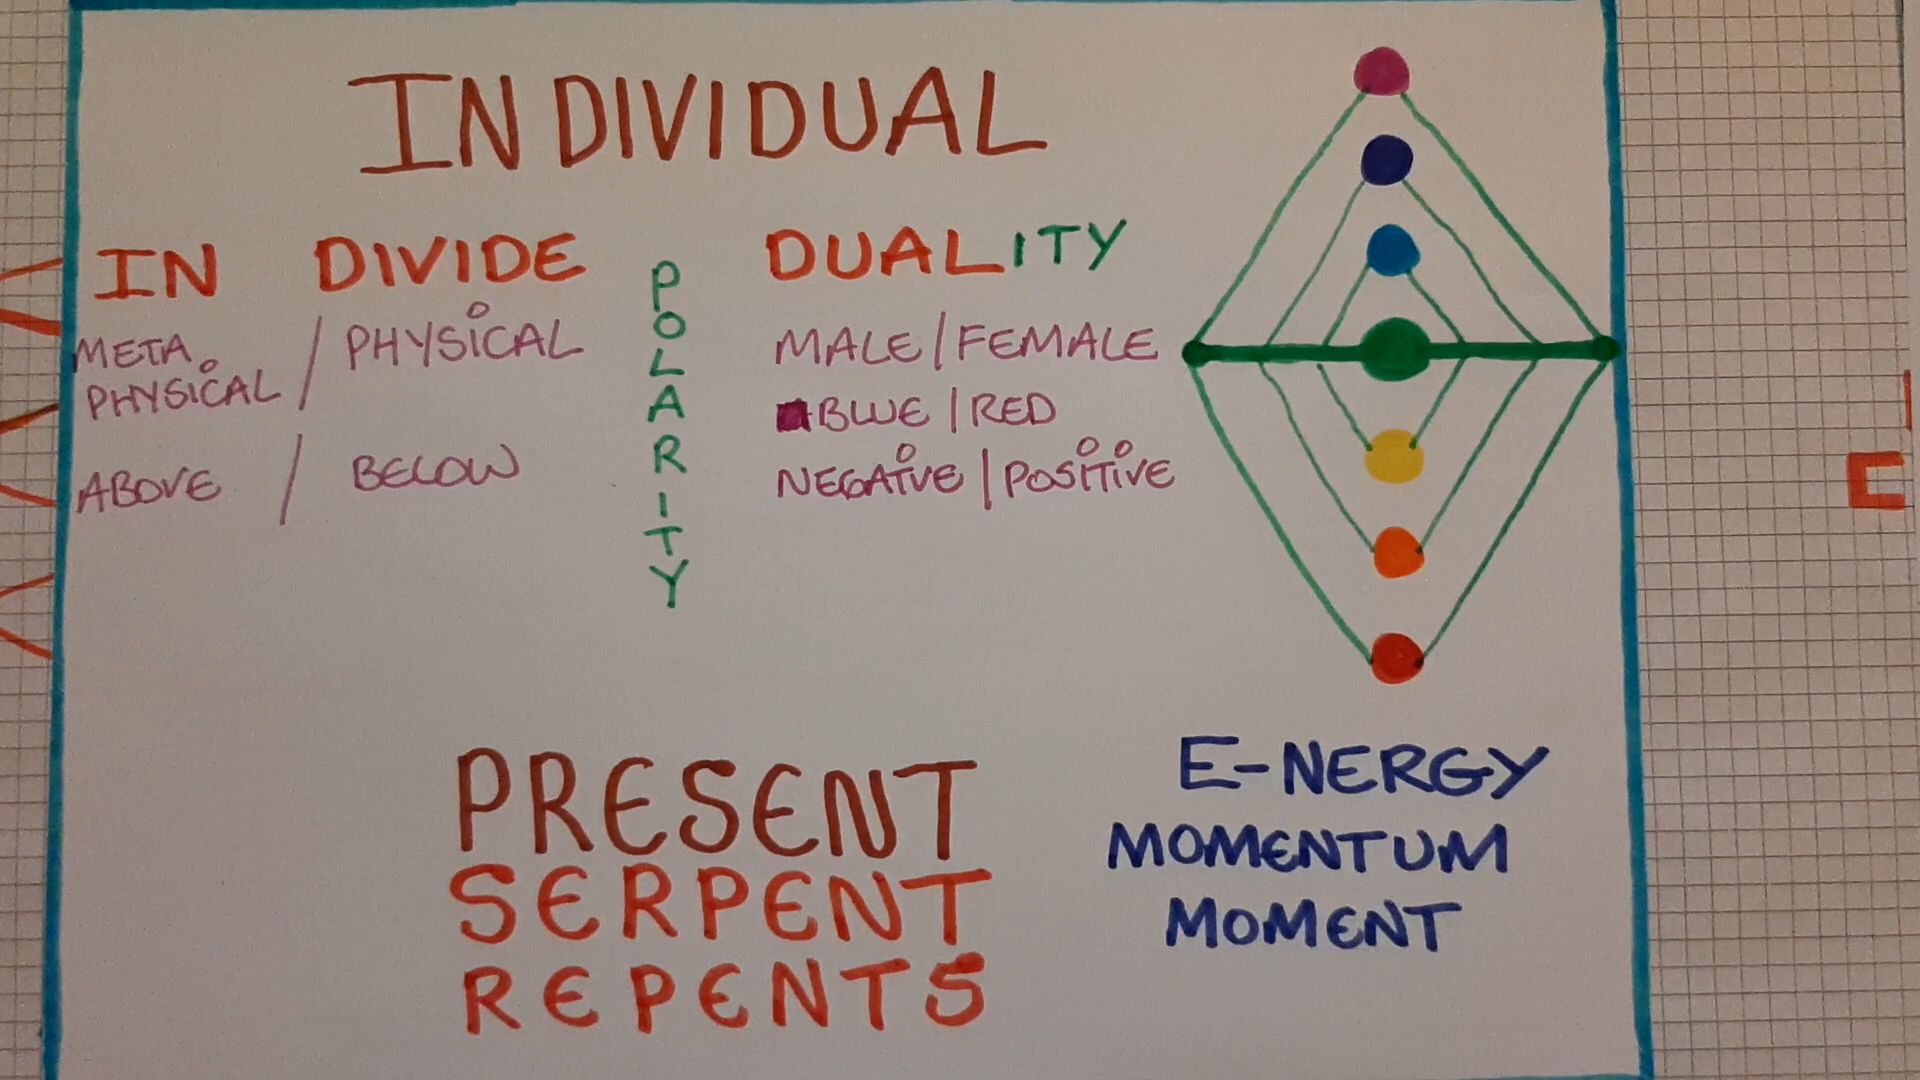 INDIVIDUAL
IN DIVIDE
META PHYSICAL / PHYSICAL
ABOVE / BELOW
POLARITY
DUALITY
MALE / FEMALE
BLUE | RED
NEGATIVE | POSITIVE
PRESENT
SERPENT
REPENTS
E-NERGY
MOMENTUM
MOMENT